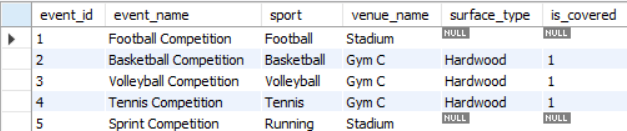 event_id event_name sport venue_name surface_type is_covered
1 Football Competition Football Stadium NULL NULL
2 Basketball Competition Basketball Gym C Hardwood 1
3 Volleyball Competition Volleyball Gym C Hardwood 1
4 Tennis Competition Tennis Gym C Hardwood 1
5 Sprint Competition Running Stadium NULL NULL